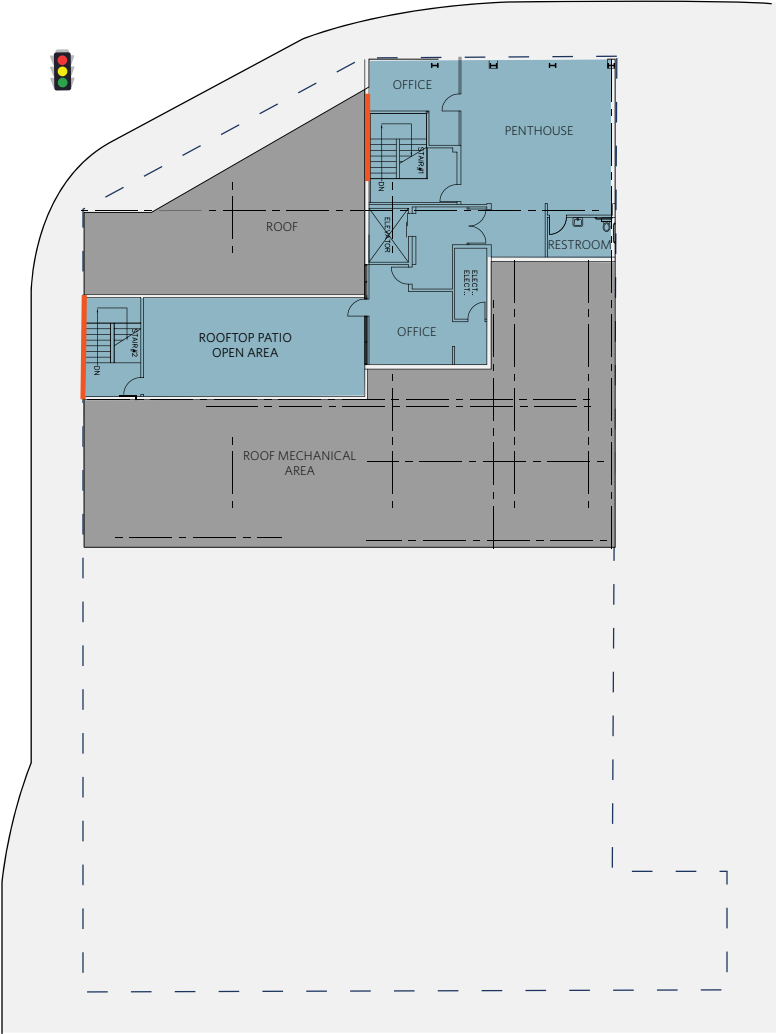 OFFICE
PENTHOUSE
STAIR#1
DN
ROOF
ELEVATOR
RESTROOM
ELECT..
ELECT..
OFFICE
ROOFTOP PATIO
OPEN AREA
STAIR#2
DN
ROOF MECHANICAL
AREA